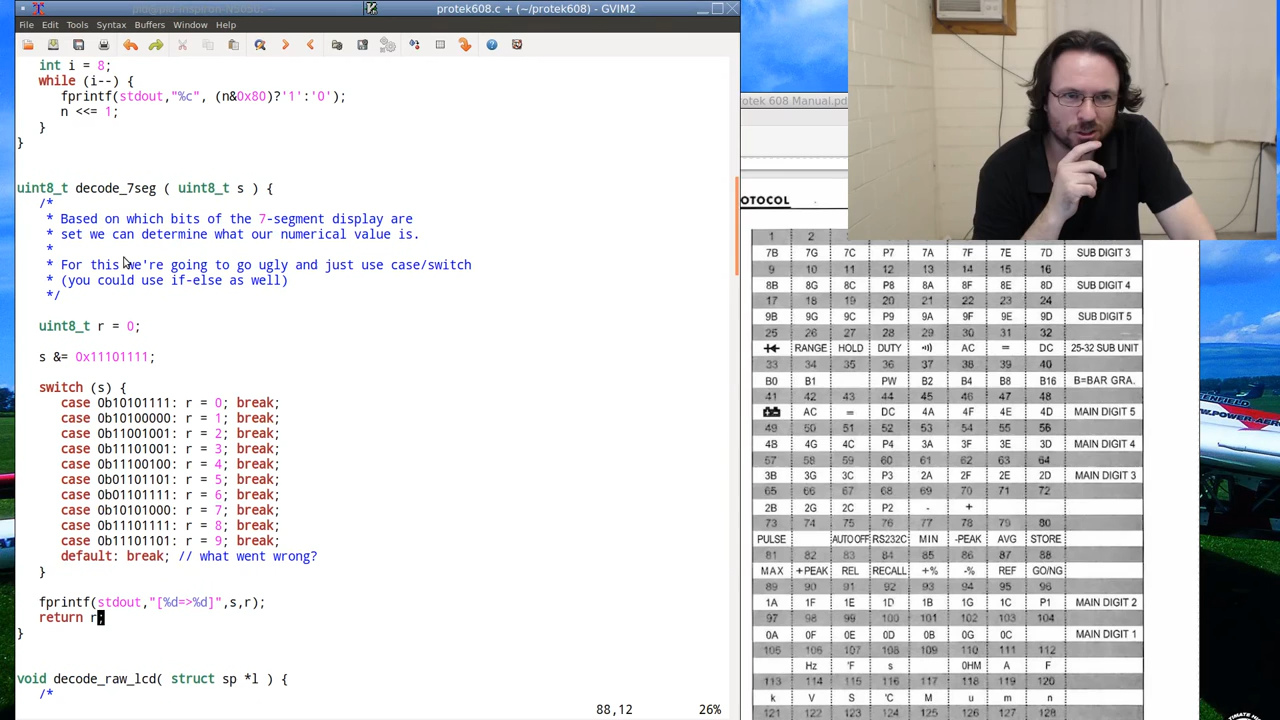 protek608.c + (~/protek608) - GVIM2
File Edit Tools Syntax Buffers Window Help
int i = 8;
while (i--) {
fprintf(stdout,"%c", (n&0x80)?'1':'0');
n <<= 1;
}
}
uint8_t decode_7seg ( uint8_t s ) {
/*
* Based on which bits of the 7-segment display are
* set we can determine what our numerical value is.
*
* For this we're going to go ugly and just use case/switch
* (you could use if-else as well)
*/
uint8_t r = 0;
s &= 0x11101111;
switch (s) {
case 0b10101111: r = 0; break;
case 0b10100000: r = 1; break;
case 0b11001001: r = 2; break;
case 0b11101001: r = 3; break;
case 0b11100100: r = 4; break;
case 0b01101101: r = 5; break;
case 0b01101111: r = 6; break;
case 0b10101000: r = 7; break;
case 0b11101111: r = 8; break;
case 0b11101101: r = 9; break;
default: break; // what went wrong?
}
fprintf(stdout,"[%d=>%d]",s,r);
return r;
}
void decode_raw_lcd( struct sp *l ) {
/*
88,12 26%
rotek 608 Manual.pd
OTOCOL
1 2
7B 7G 7C P7 7A 7F 7E 7D SUB DIGIT 3
9 10 11 12 13 14 15 16
8B 8G 8C P8 8A 8F 8E 8D SUB DIGIT 4
17 18 19 20 21 22 23 24
9B 9G 9C P9 9A 9F 9E 9D SUB DIGIT 5
25 26 27 28 29 30 31 32
RANGE HOLD DUTY •))) AC = DC 25-32 SUB UNIT
33 34 35 36 37 38 39 40
B0 B1 PW B2 B4 B8 B16 B=BAR GRA.
41 42 43 44 45 46 47 48
AC = DC 4A 4F 4E 4D MAIN DIGIT 5
49 50 51 52 53 54 55 56
4B 4G 4C P4 3A 3F 3E 3D MAIN DIGIT 4
57 58 59 60 61 62 63 64
3B 3G 3C P3 2A 2F 2E 2D MAIN DIGIT 3
65 66 67 68 69 70 71 72
2B 2G 2C P2 - +
73 74 75 76 77 78 79 80
PULSE AUTO OFF RS232C MIN -PEAK AVG STORE
81 82 83 84 85 86 87 88
MAX +PEAK REL RECALL +% -% REF GO/NG
89 90 91 92 93 94 95 96
1A 1F 1E 1D 1B 1G 1C P1 MAIN DIGIT 2
97 98 99 100 101 102 103 104
0A 0F 0E 0D 0B 0G 0C MAIN DIGIT 1
105 106 107 108 109 110 111 112
Hz 'F s 0HM A F
113 114 115 116 117 118 119 120
k V S 'C M u m n
121 122 123 124 125 126 127 128